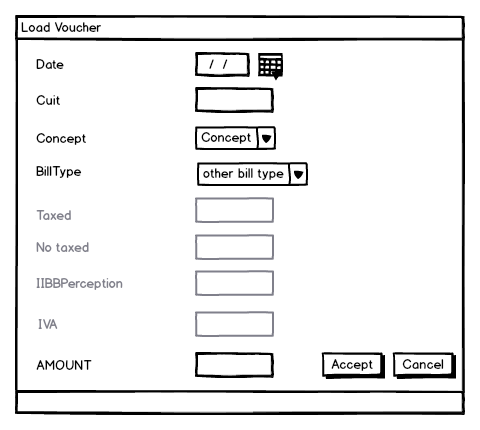 Load Voucher
Date / /
Cuit
Concept Concept
BillType other bill type
Taxed
No taxed
IIBBPerception
IVA
AMOUNT Accept Cancel